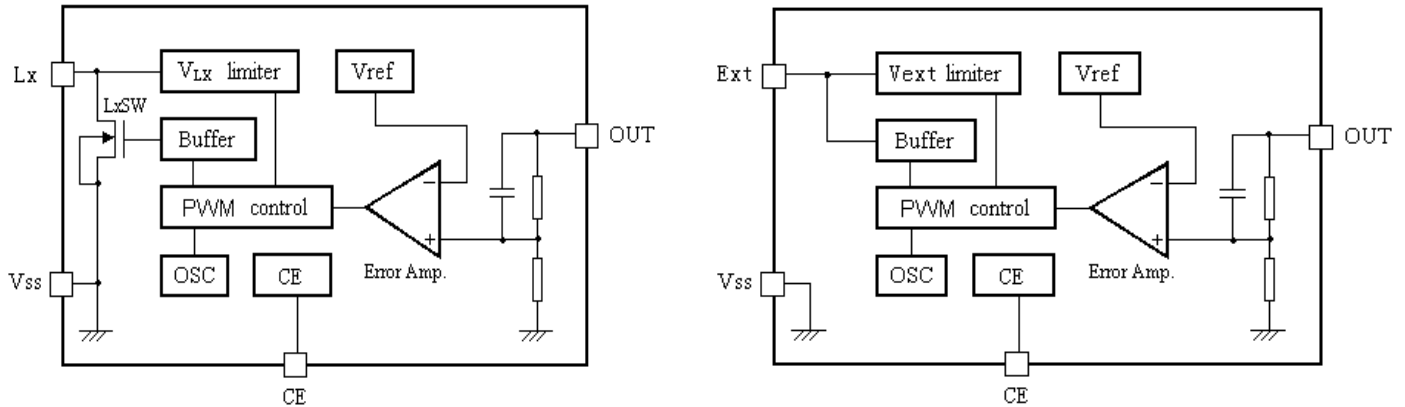 Lx
VLX limiter
Vref
LxSW
Buffer
OUT
−
PWM control
+
Error Amp.
Vss
OSC
CE
CE
Ext
Vext limiter
Vref
Buffer
OUT
−
PWM control
+
Error Amp.
Vss
OSC
CE
CE